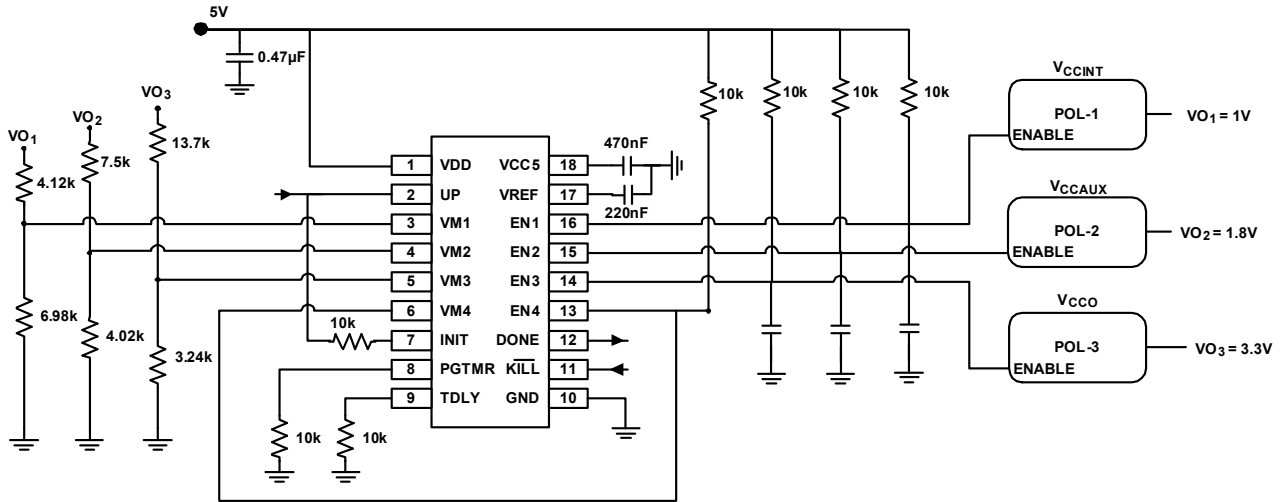 5V
0.47µF
VO3
VO2
VO1
13.7k
7.5k
4.12k
6.98k
4.02k
3.24k
10k
10k
10k
1 VDD
2 UP
3 VM1
4 VM2
5 VM3
6 VM4
7 INIT
8 PGTMR
9 TDLY
VCC5 18
VREF 17
EN1 16
EN2 15
EN3 14
EN4 13
DONE 12
K̅I̅L̅L̅ 11
GND 10
470nF
220nF
10k
10k
10k
10k
VCCINT
POL-1
ENABLE
VO1 = 1V
VCCAUX
POL-2
ENABLE
VO2 = 1.8V
VCCO
POL-3
ENABLE
VO3 = 3.3V